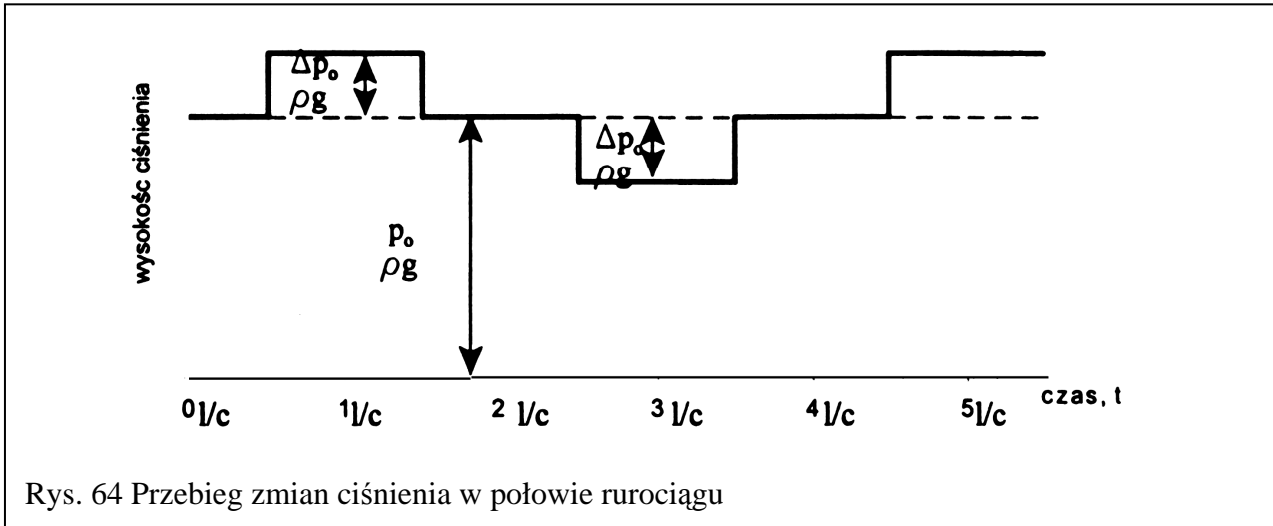 Δp₀
ρg
Δp₀
ρg
wysokość ciśnienia
p₀
ρg
0 l/c 1 l/c 2 l/c 3 l/c 4 l/c 5 l/c czas, t
Rys. 64 Przebieg zmian ciśnienia w połowie rurociągu